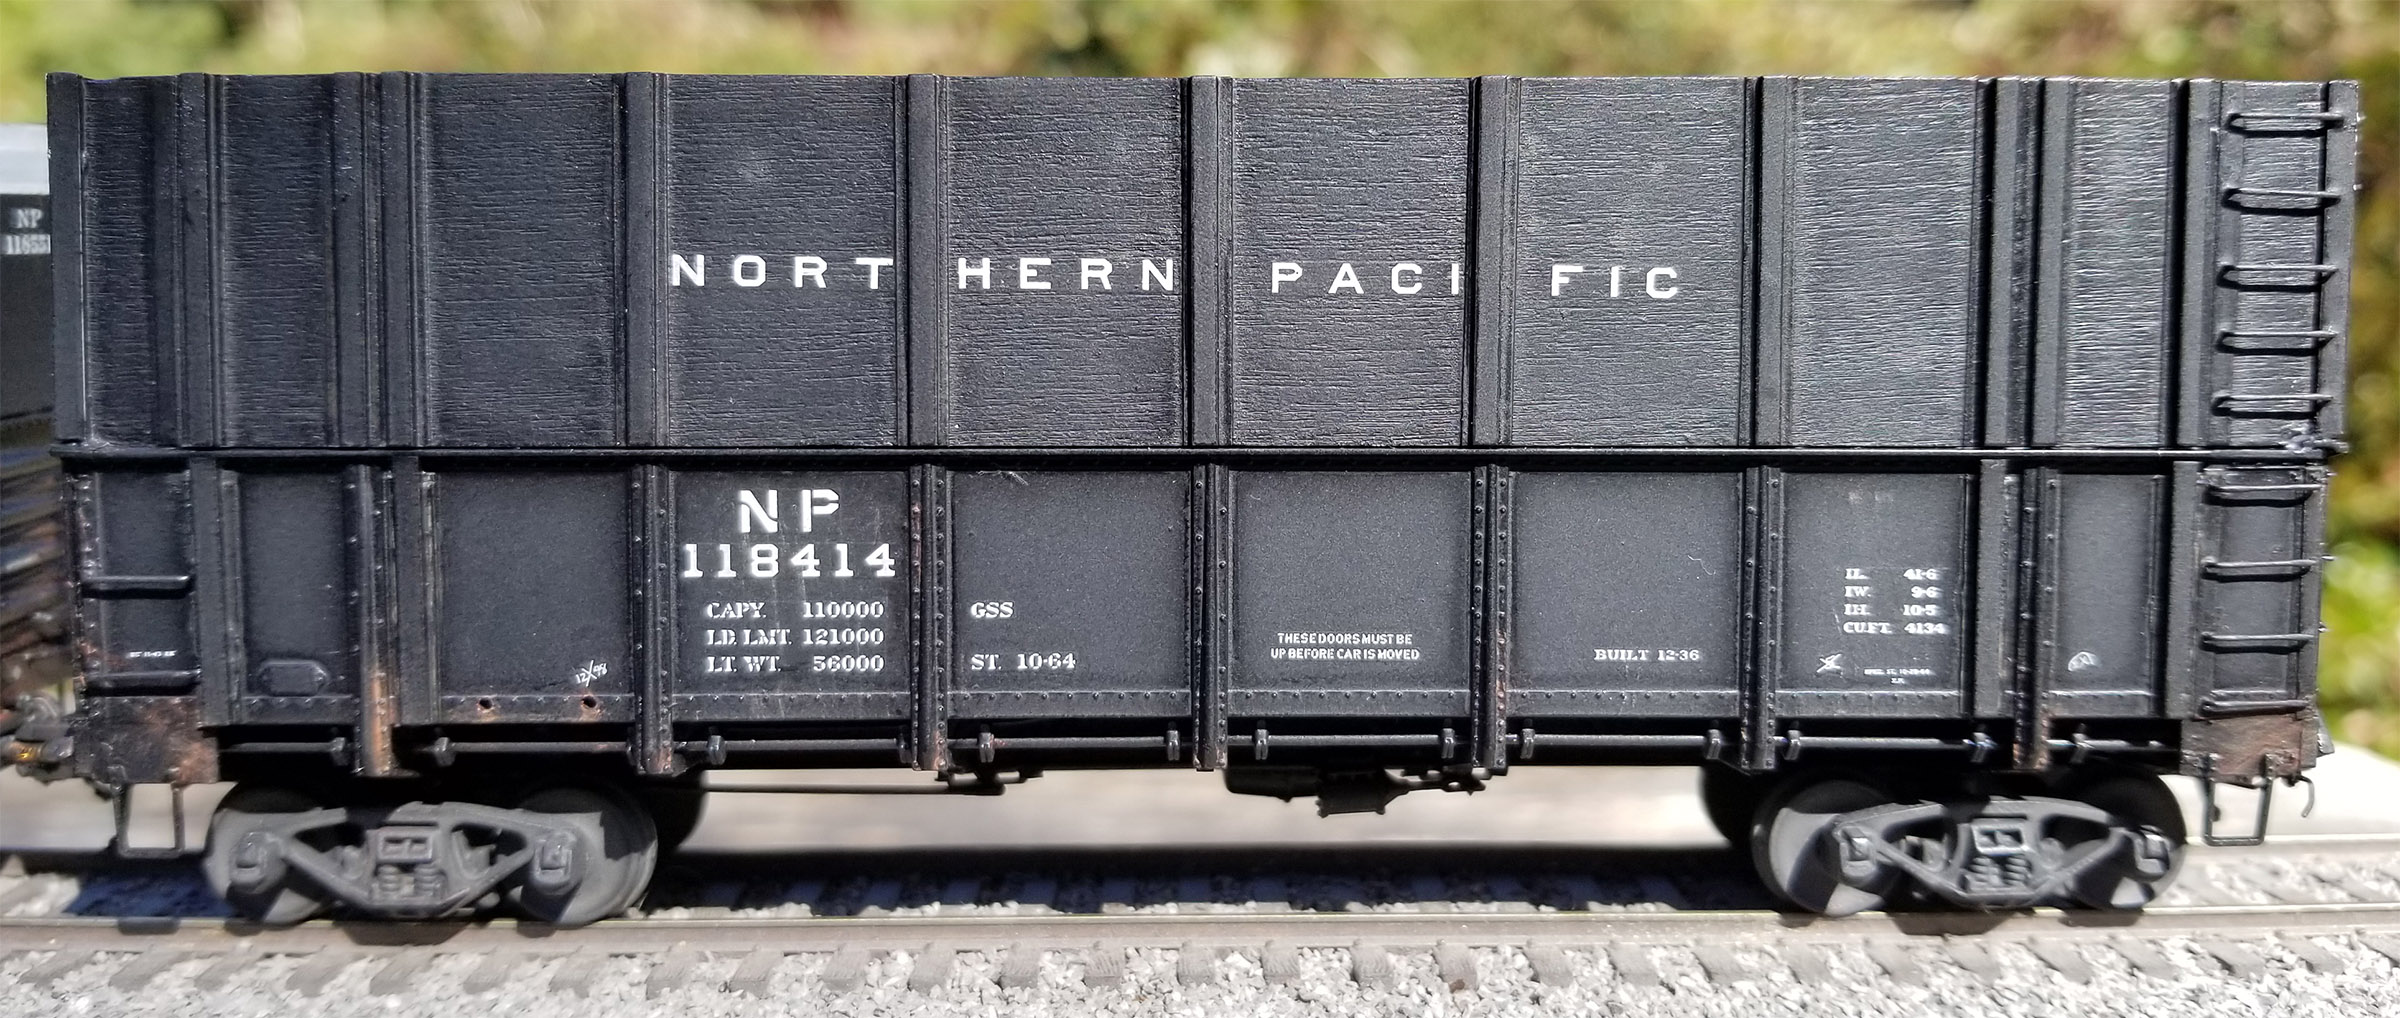 NORTHERN PACIFIC
NP
NP
118414
CAPY. 110000
LD. LMT. 121000
LT. WT. 56000
GSS
ST. 10-64
THESE DOORS MUST BE
UP BEFORE CAR IS MOVED
BUILT 12-36
IL. 41-6
IW. 9-6
IH. 10-5
CU.FT. 4134